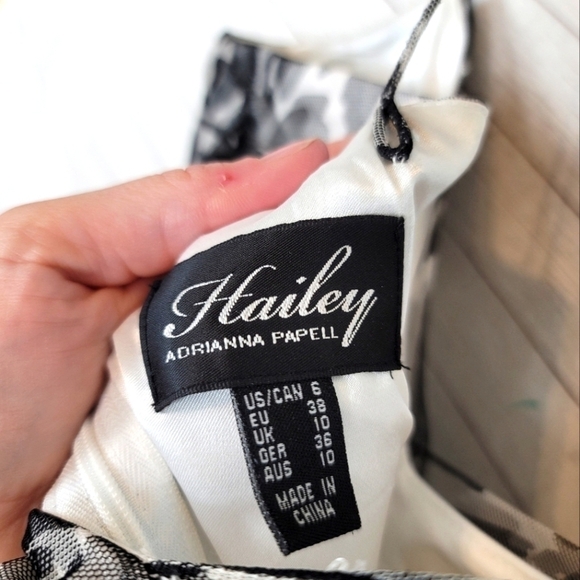 Hailey
ADRIANNA PAPELL
US/CAN 6
EU 38
UK 10
GER 36
AUS 10
MADE IN
CHINA